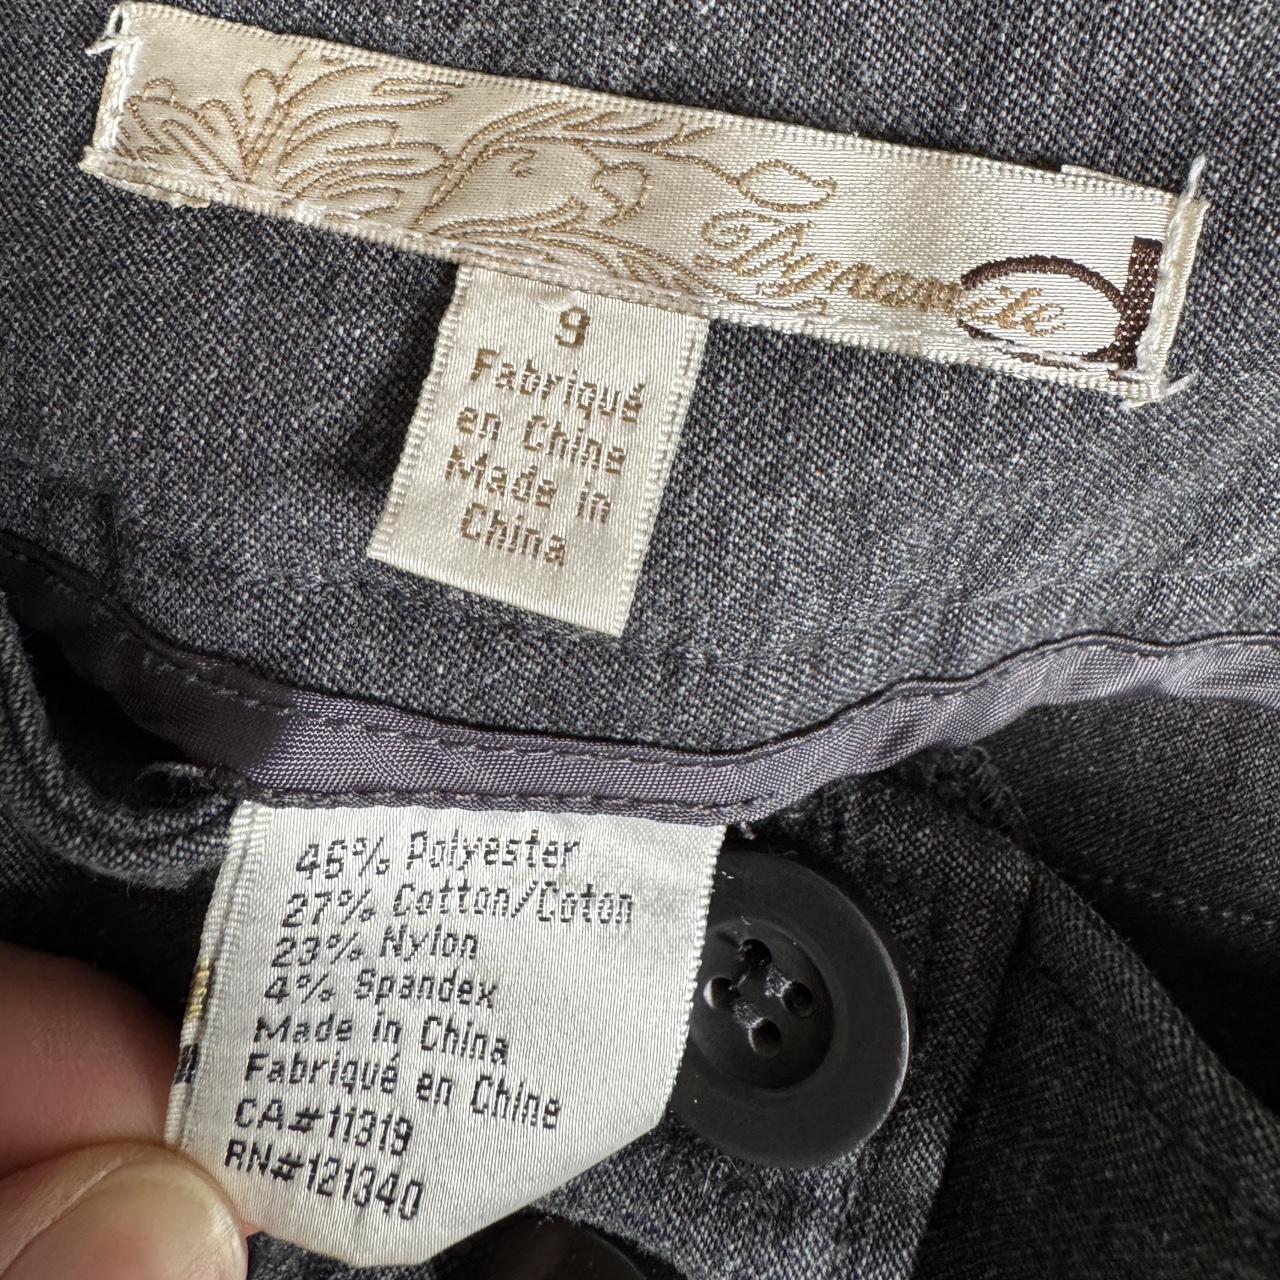 Dynamite
9
Fabriqué
en Chine
Made in
China
46% Polyester
27% Cotton/Coton
23% Nylon
4% Spandex
Made in China
Fabriqué en Chine
CA#11319
RN#121340